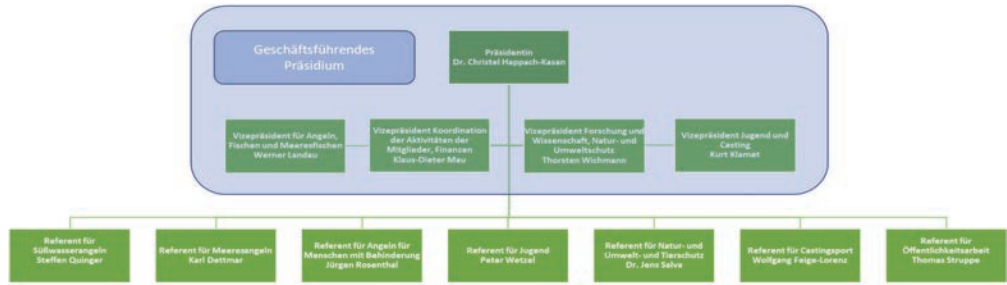 Geschäftsführendes
Präsidium
Präsidentin
Dr. Christel Happach-Kasan
Vizepräsident für Angeln,
Fischen und Meeresfischen
Werner Landau
Vizepräsident Koordination
der Aktivitäten der
Mitglieder, Finanzen
Klaus-Dieter Mau
Vizepräsident Forschung und
Wissenschaft, Natur- und
Umweltschutz
Thorsten Wichmann
Vizepräsident Jugend und
Casting
Kurt Klamet
Referent für
Süßwasserangeln
Steffen Quinger
Referent für Meeresangeln
Karl Dettmar
Referent für Angeln für
Menschen mit Behinderung
Jürgen Rosenthal
Referent für Jugend
Peter Wetzel
Referent für Natur- und
Umwelt- und Tierschutz
Dr. Jens Salva
Referent für Castingsport
Wolfgang Feige-Lorenz
Referent für
Öffentlichkeitsarbeit
Thomas Struppe